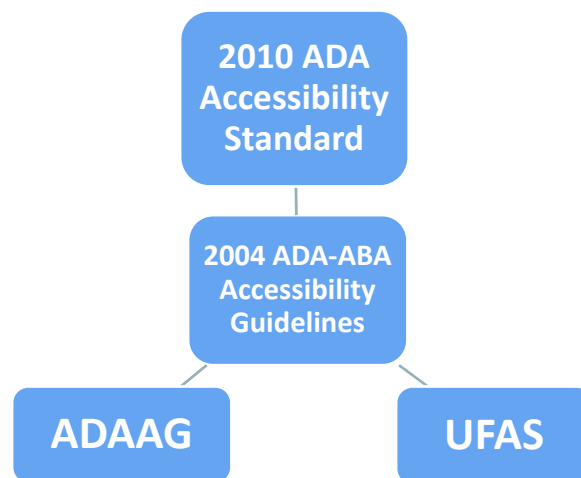 2010 ADA
Accessibility
Standard
2004 ADA-ABA
Accessibility
Guidelines
ADAAG
UFAS